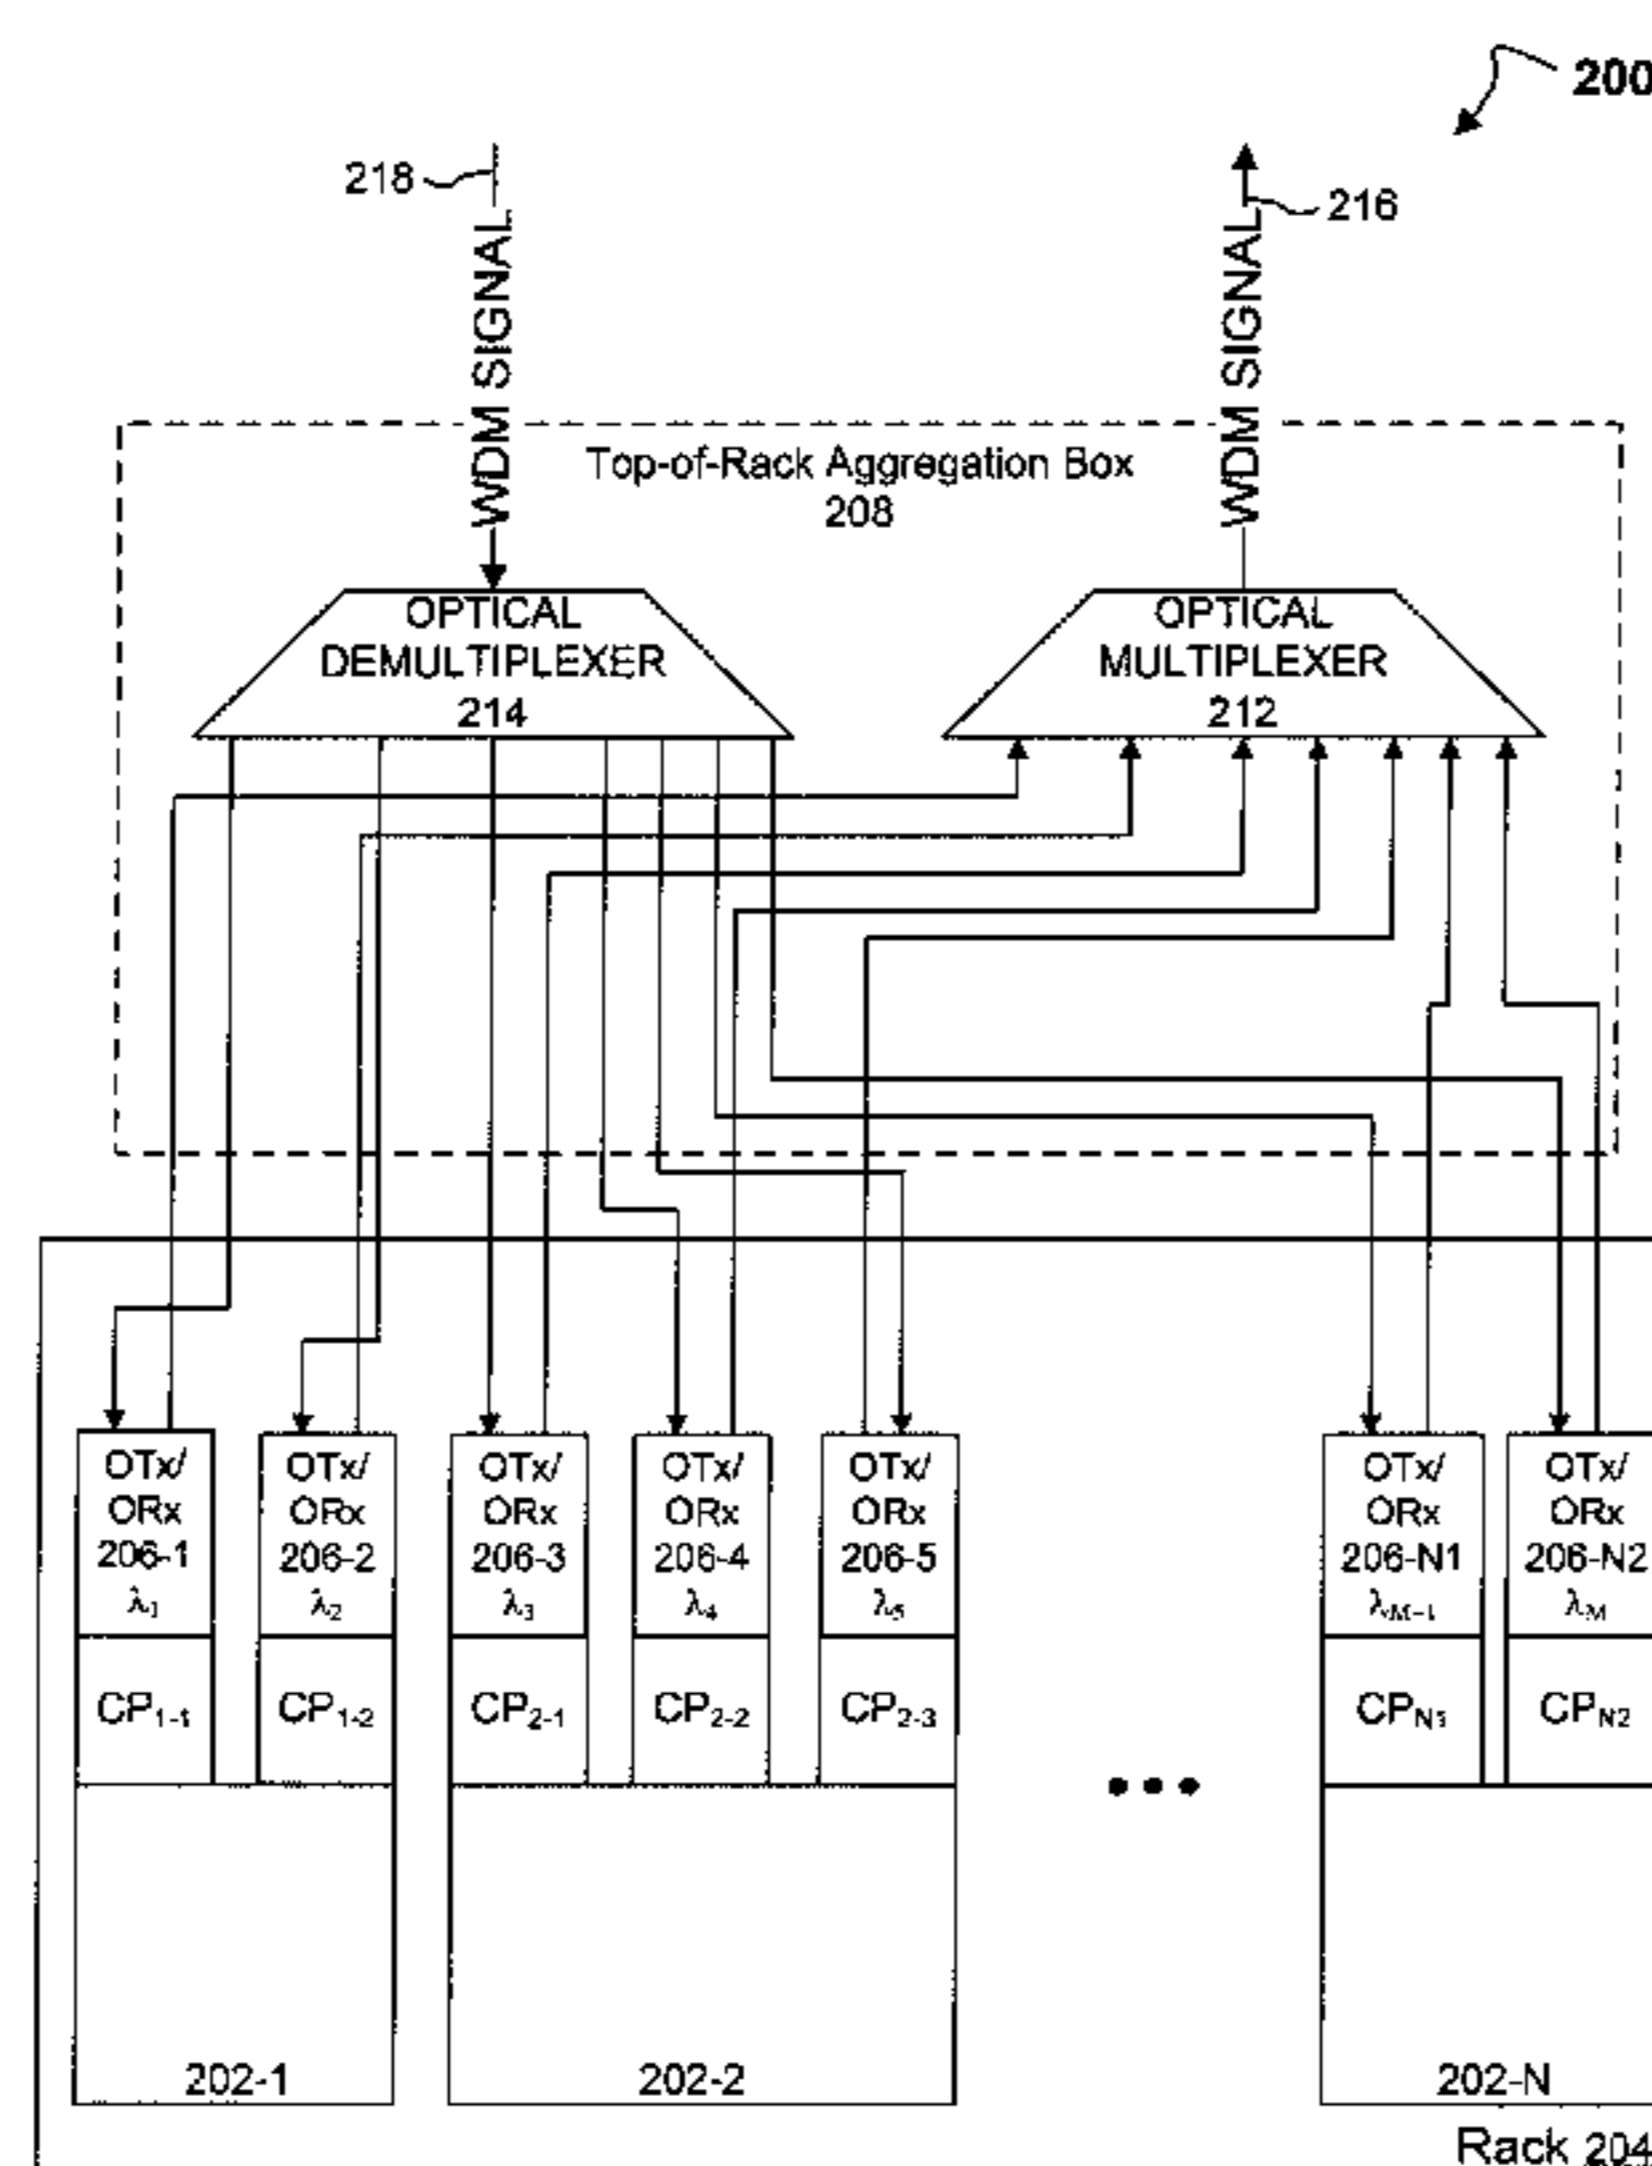 200
218
216
WDM SIGNAL
WDM SIGNAL
Top-of-Rack Aggregation Box
208
OPTICAL
DEMULTIPLEXER
214
OPTICAL
MULTIPLEXER
212
OTx/
ORx
206-1
λ1
OTx/
ORx
206-2
λ2
OTx/
ORx
206-3
λ3
OTx/
ORx
206-4
λ4
OTx/
ORx
206-5
λ5
OTx/
ORx
206-N1
λM-1
OTx/
ORx
206-N2
λM
CP1-1
CP1-2
CP2-1
CP2-2
CP2-3
CPN1
CPN2
202-1
202-2
202-N
Rack 204